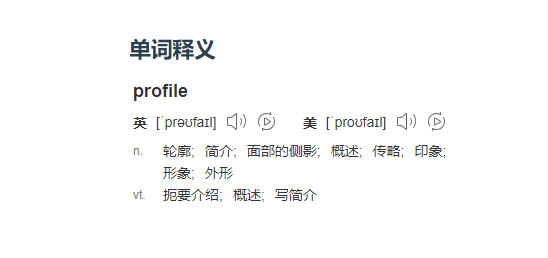 单词释义
profile
英 [ˈprəʊfaɪl] 美 [ˈproʊfaɪl]
n. 轮廓; 简介; 面部的侧影; 概述; 传略; 印象;
形象; 外形
vt. 扼要介绍; 概述; 写简介